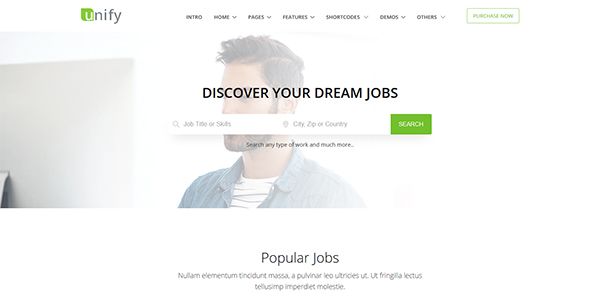 unify
INTRO HOME PAGES FEATURES SHORTCODES DEMOS OTHERS PURCHASE NOW
DISCOVER YOUR DREAM JOBS
Job Title or Skills City, Zip or Country SEARCH
Search any type of work and much more..
Popular Jobs
Nullam elementum tincidunt massa, a pulvinar leo ultricies ut. Ut fringilla lectus
tellusimp imperdiet molestie.